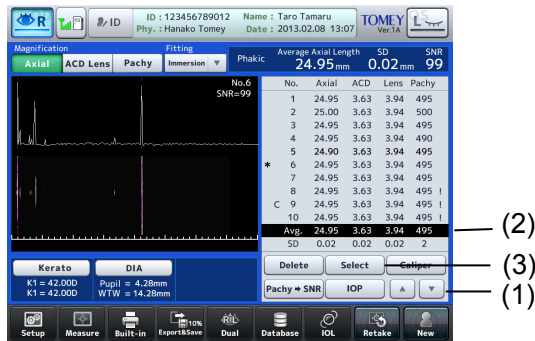 R
ID
ID : 123456789012 Name : Taro Tamaru
Phy. : Hanako Tomey Date : 2013.02.08 13:07
TOMEY
Ver.1A
L
Magnification
Fitting
Axial ACD Lens Pachy Immersion ▼
Phakic
Average Axial Length SD SNR
24.95 mm 0.02 mm 99
No.6
SNR=99
No. Axial ACD Lens Pachy
1 24.95 3.63 3.94 495
2 25.00 3.63 3.94 500
3 24.95 3.63 3.94 495
4 24.95 3.63 3.94 490
5 24.90 3.63 3.94 495
* 6 24.95 3.63 3.94 495
7 24.95 3.63 3.94 495
8 24.95 3.63 3.94 495 !
C 9 24.95 3.63 3.94 495 !
10 24.95 3.63 3.94 495 !
Avg. 24.95 3.63 3.94 495
SD 0.02 0.02 0.02 2
(2)
(3)
(1)
Kerato
K1 = 42.00D
K1 = 42.00D
DIA
Pupil = 4.28mm
WTW = 14.28mm
Delete Select Caliper
Pachy ➡ SNR IOP ▲ ▼
10%
Setup Measure Built-in Export&Save Dual Database IOL Retake New